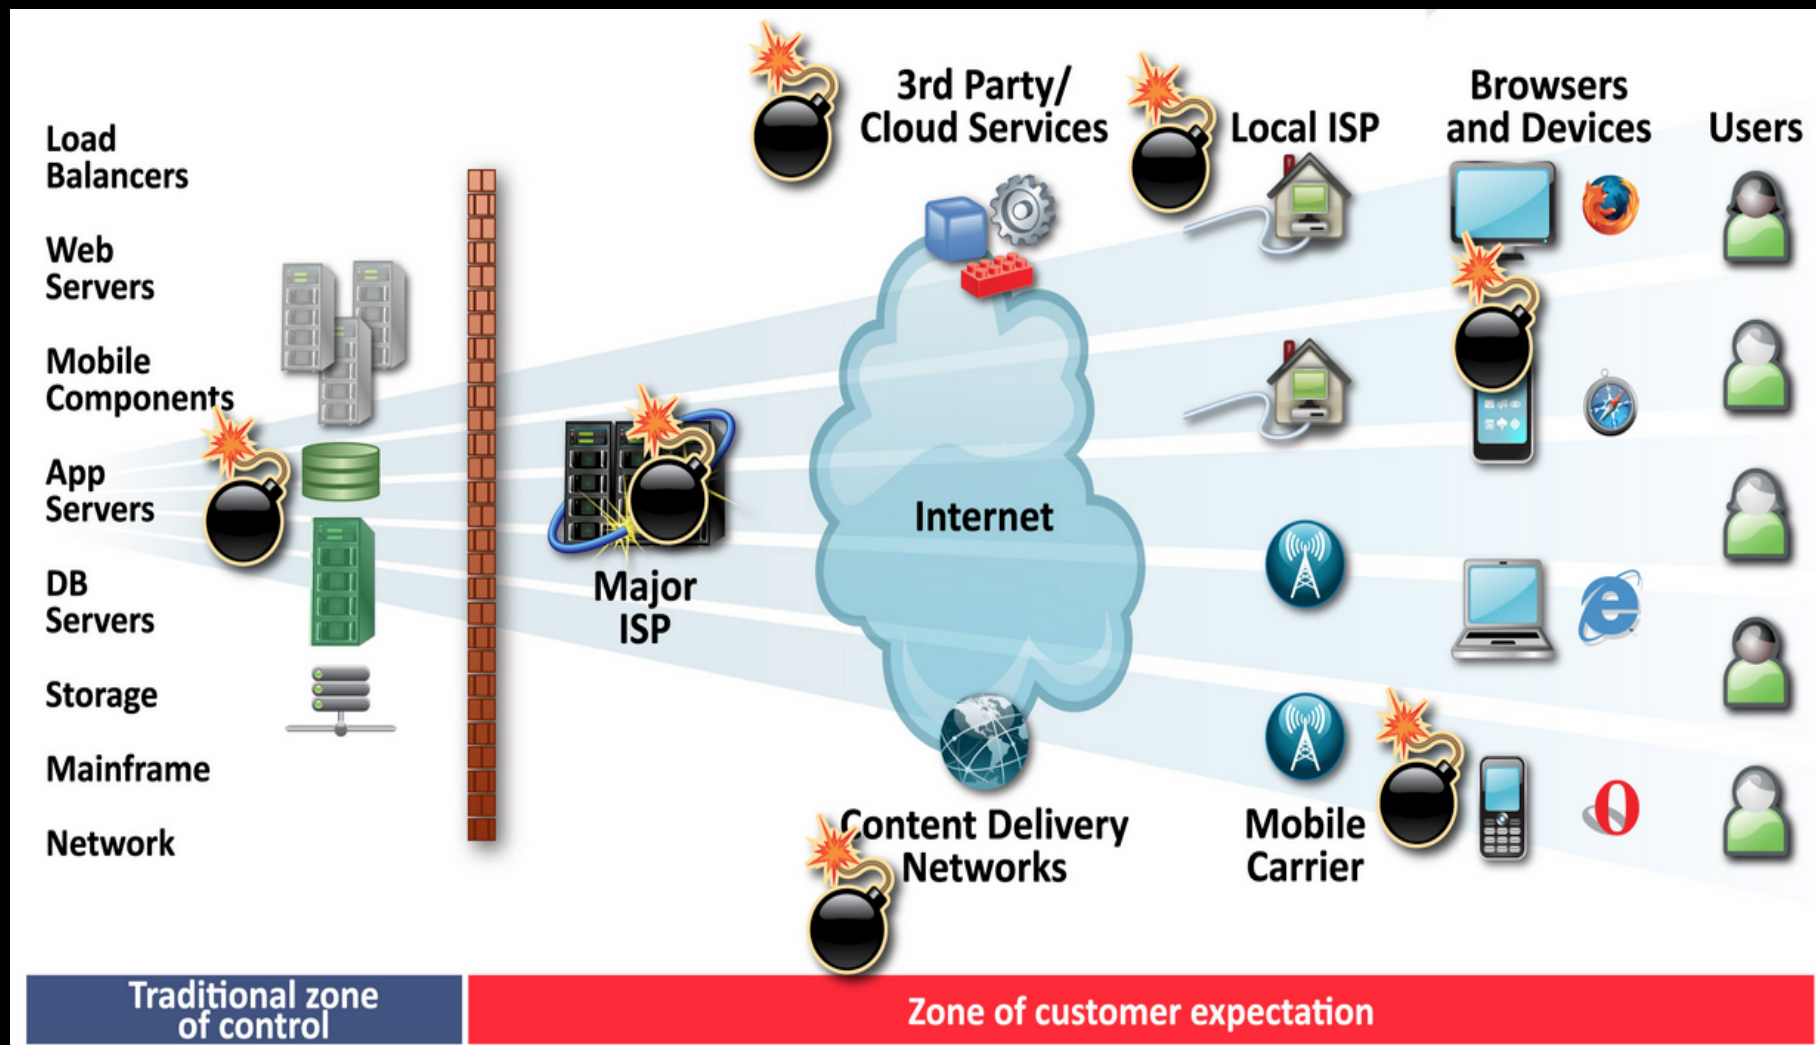 Load
Balancers
Web
Servers
Mobile
Components
App
Servers
DB
Servers
Storage
Mainframe
Network
Major
ISP
3rd Party/
Cloud Services
Internet
Content Delivery
Networks
Local ISP
Mobile
Carrier
Browsers
and Devices
Users
Traditional zone
of control
Zone of customer expectation